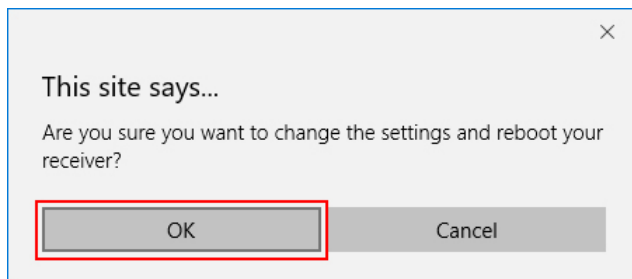 This site says...
Are you sure you want to change the settings and reboot your
receiver?
OK
Cancel